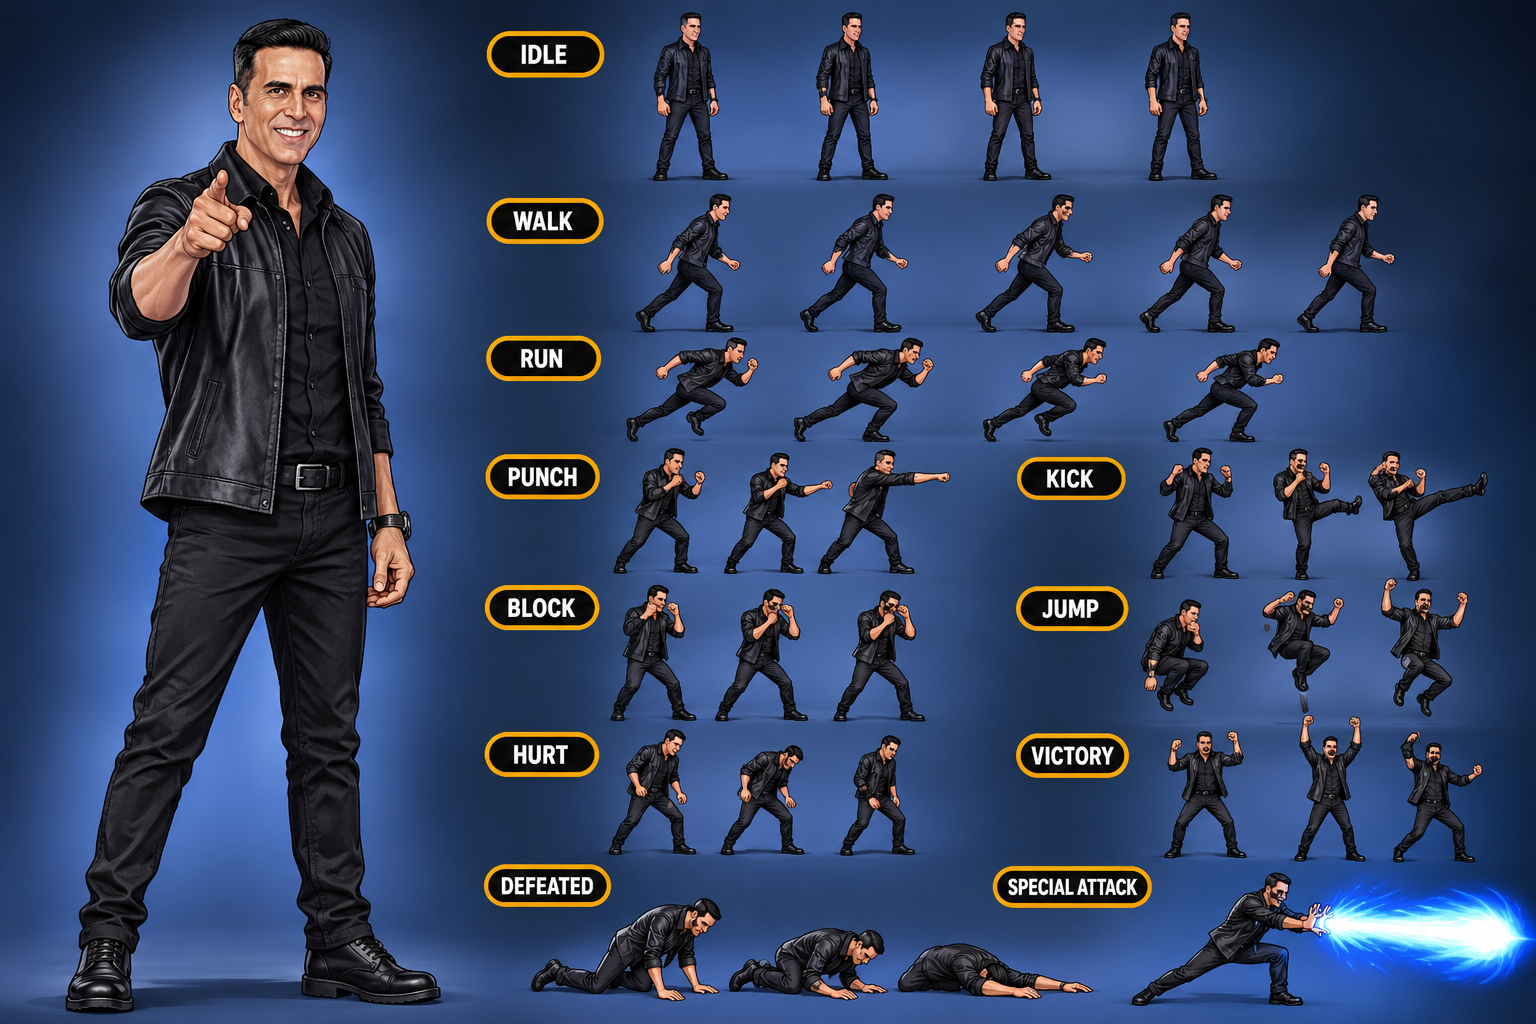 IDLE
WALK
RUN
PUNCH
KICK
BLOCK
JUMP
HURT
VICTORY
DEFEATED
SPECIAL ATTACK